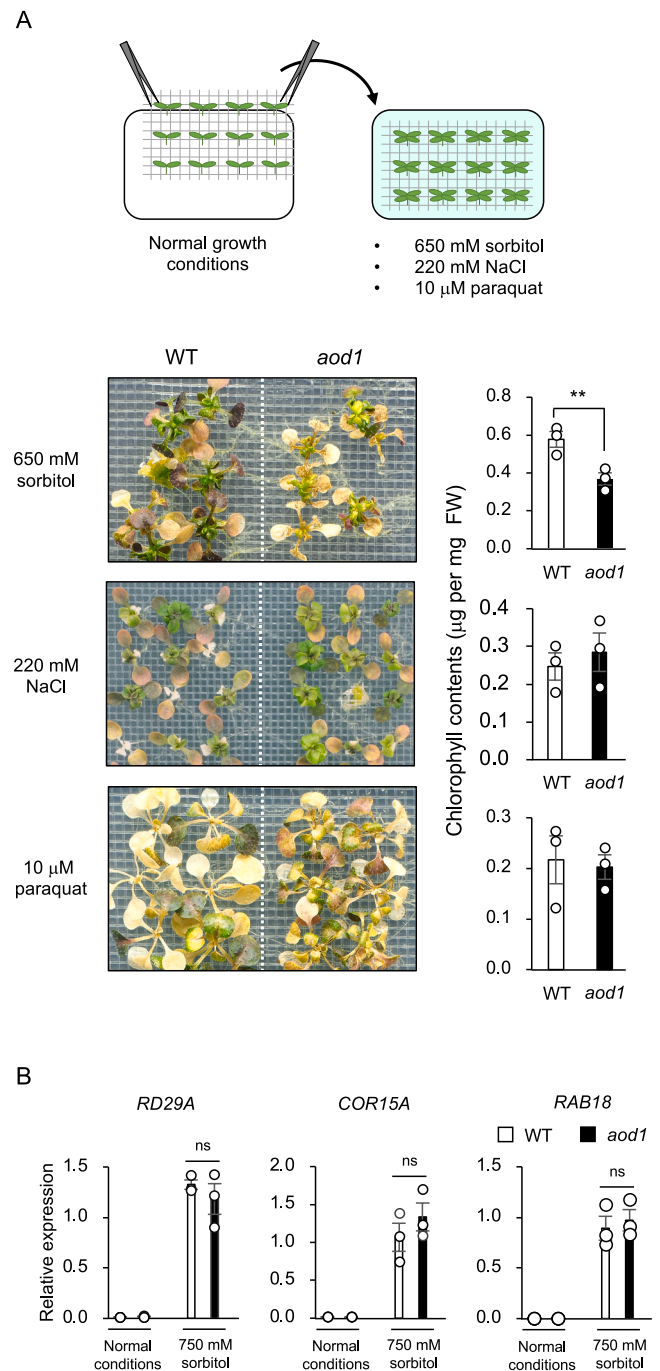 A
Normal growth
conditions
• 650 mM sorbitol
• 220 mM NaCl
• 10 μM paraquat
WT aod1
650 mM
sorbitol
220 mM
NaCl
10 μM
paraquat
Chlorophyll contents (μg per mg FW)
0.8
0.6
0.4
0.2
0.0
**
WT aod1
0.4
0.3
0.2
0.1
0.0
WT aod1
0.3
0.2
0.1
0.0
WT aod1
B
RD29A COR15A RAB18
WT aod1
Relative expression
1.5
1.0
0.5
0.0
ns
Normal
conditions
750 mM
sorbitol
2.0
1.5
1.0
0.5
0.0
ns
Normal
conditions
750 mM
sorbitol
1.5
1.0
0.5
0.0
ns
Normal
conditions
750 mM
sorbitol